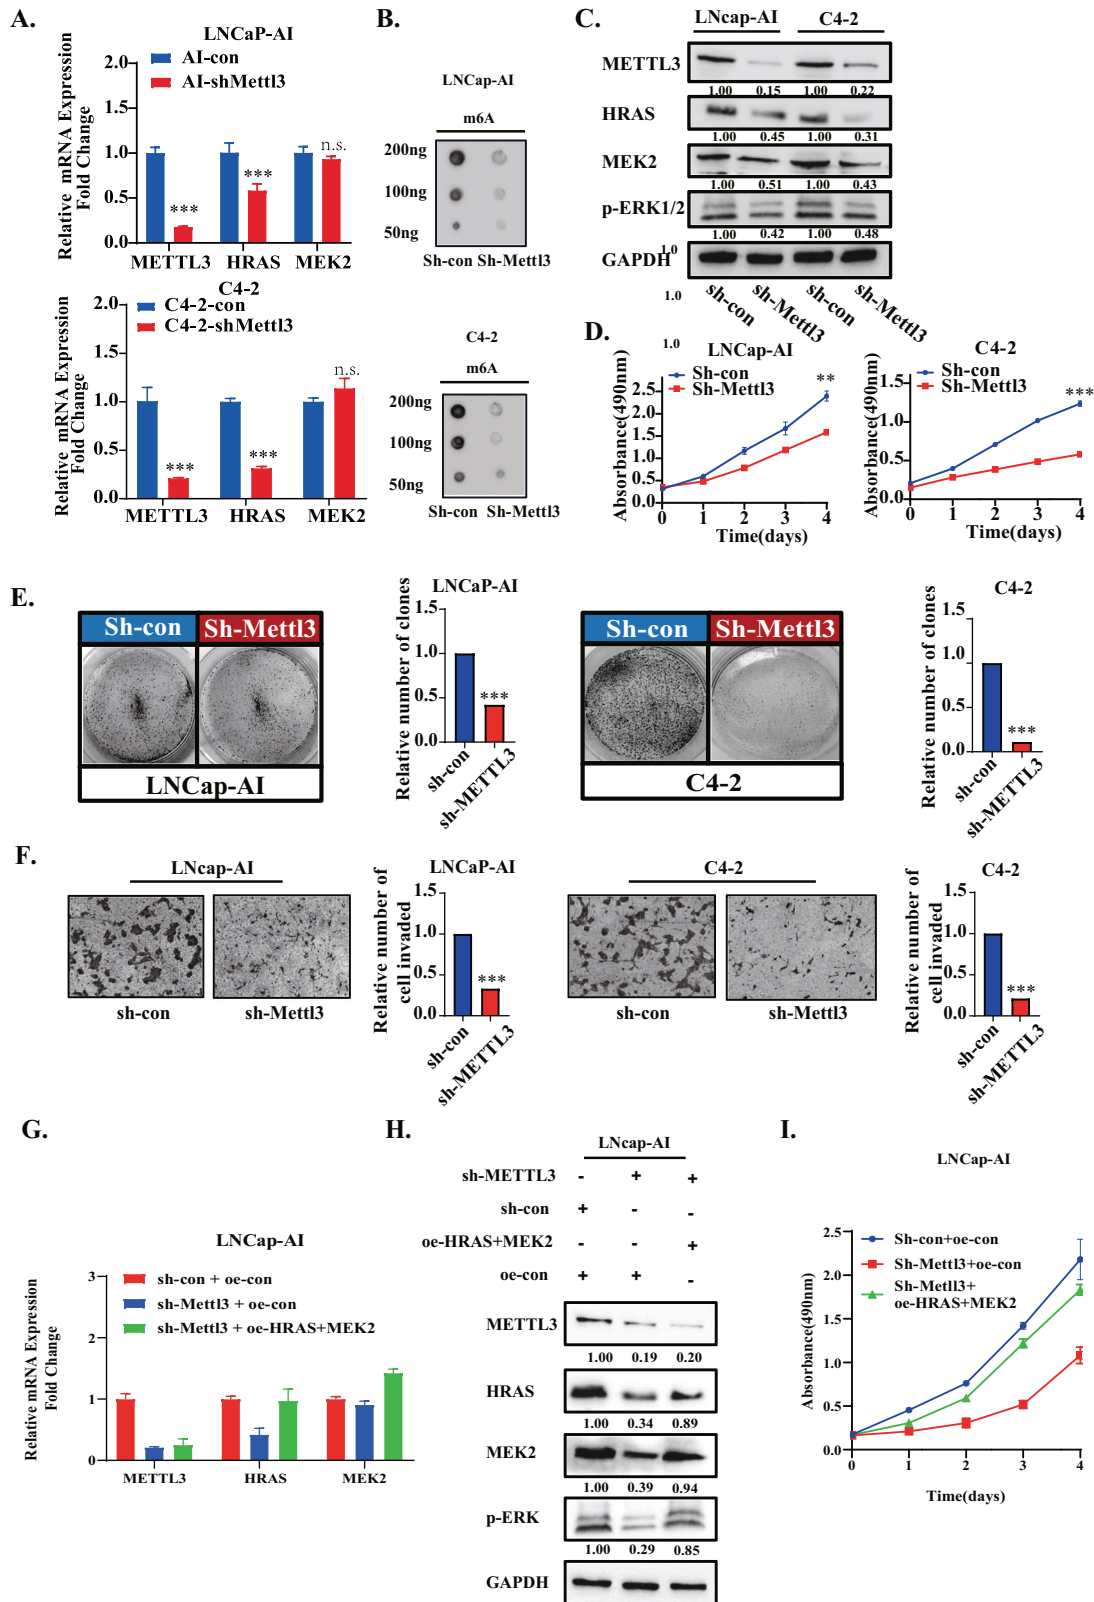 A.
LNCaP-AI
AI-con
AI-shMettl3
Relative mRNA Expression
Fold Change
2.0
1.5
1.0
0.5
0.0
***
***
n.s.
METTL3 HRAS MEK2
C4-2
C4-2-con
C4-2-shMettl3
Relative mRNA Expression
Fold Change
2.0
1.5
1.0
0.5
0.0
***
***
n.s.
METTL3 HRAS MEK2
B.
LNCap-AI
m6A
200ng
100ng
50ng
Sh-con Sh-Mettl3
C4-2
m6A
200ng
100ng
50ng
Sh-con Sh-Mettl3
C.
LNcap-AI C4-2
METTL3
1.00 0.15 1.00 0.22
HRAS
1.00 0.45 1.00 0.31
MEK2
1.00 0.51 1.00 0.43
p-ERK1/2
1.00 0.42 1.00 0.48
GAPDH
1.0
1.0
1.0
sh-con sh-Mettl3 sh-con sh-Mettl3
D.
LNCap-AI
Sh-con
Sh-Mettl3
**
Absorbance(490nm)
2.5
2.0
1.5
1.0
0.5
0.0
0 1 2 3 4
Time(days)
C4-2
Sh-con
Sh-Mettl3
***
Absorbance(490nm)
1.5
1.0
0.5
0.0
0 1 2 3 4
Time(days)
E.
Sh-con Sh-Mettl3
LNCap-AI
LNCaP-AI
Relative number of clones
1.5
1.0
0.5
0.0
***
sh-con
sh-METTL3
Sh-con Sh-Mettl3
C4-2
C4-2
Relative number of clones
1.5
1.0
0.5
0.0
***
sh-con
sh-METTL3
F.
LNcap-AI
sh-con sh-Mettl3
LNCaP-AI
Relative number of
cell invaded
1.5
1.0
0.5
0.0
***
sh-con
sh-METTL3
C4-2
sh-con sh-Mettl3
C4-2
Relative number of
cell invaded
1.5
1.0
0.5
0.0
***
sh-con
sh-METTL3
G.
LNCap-AI
sh-con + oe-con
sh-Mettl3 + oe-con
sh-Mettl3 + oe-HRAS+MEK2
Relative mRNA Expression
Fold Change
3
2
1
0
METTL3 HRAS MEK2
H.
LNcap-AI
sh-METTL3 - + +
sh-con + - -
oe-HRAS+MEK2 - - +
oe-con + + -
METTL3
1.00 0.19 0.20
HRAS
1.00 0.34 0.89
MEK2
1.00 0.39 0.94
p-ERK
1.00 0.29 0.85
GAPDH
I.
LNCap-AI
Sh-con+oe-con
Sh-Mettl3+oe-con
Sh-Metll3+
oe-HRAS+MEK2
Absorbance(490nm)
2.5
2.0
1.5
1.0
0.5
0.0
0 1 2 3 4
Time(days)